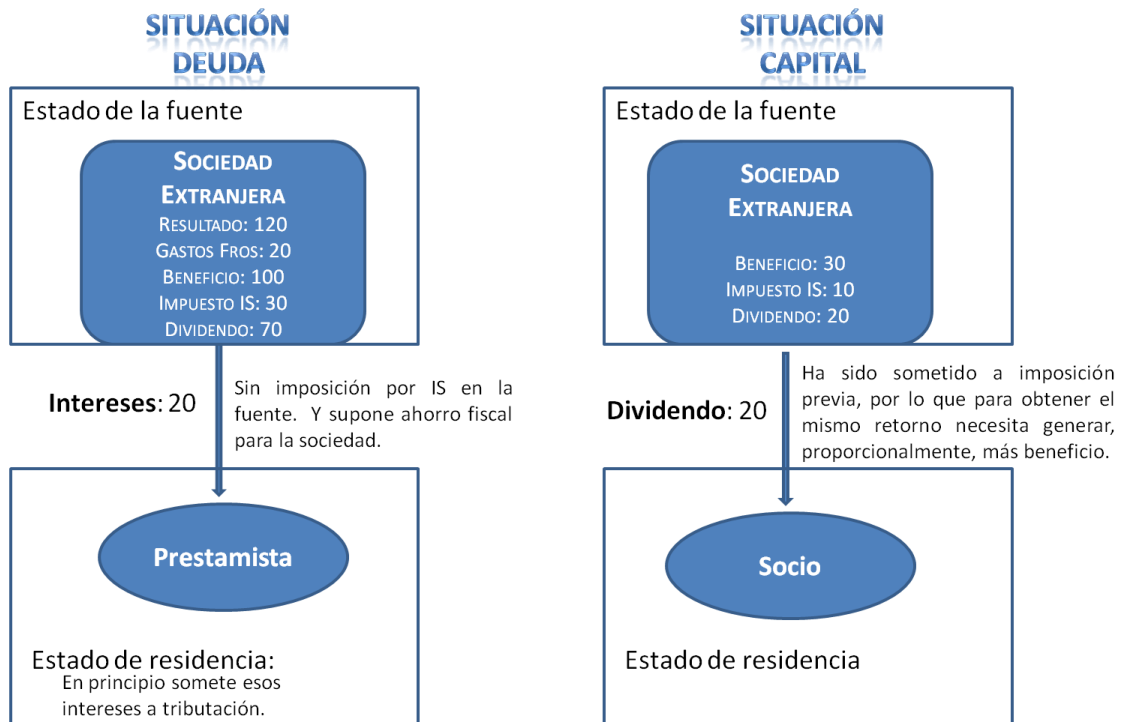 SITUACIÓN
DEUDA
Estado de la fuente
SOCIEDAD
EXTRANJERA
RESULTADO: 120
GASTOS FROS: 20
BENEFICIO: 100
IMPUESTO IS: 30
DIVIDENDO: 70
Intereses: 20
Sin imposición por IS en la
fuente. Y supone ahorro fiscal
para la sociedad.
Prestamista
Estado de residencia:
En principio somete esos
intereses a tributación.
SITUACIÓN
CAPITAL
Estado de la fuente
SOCIEDAD
EXTRANJERA
BENEFICIO: 30
IMPUESTO IS: 10
DIVIDENDO: 20
Dividendo: 20
Ha sido sometido a imposición
previa, por lo que para obtener el
mismo retorno necesita generar,
proporcionalmente, más beneficio.
Socio
Estado de residencia